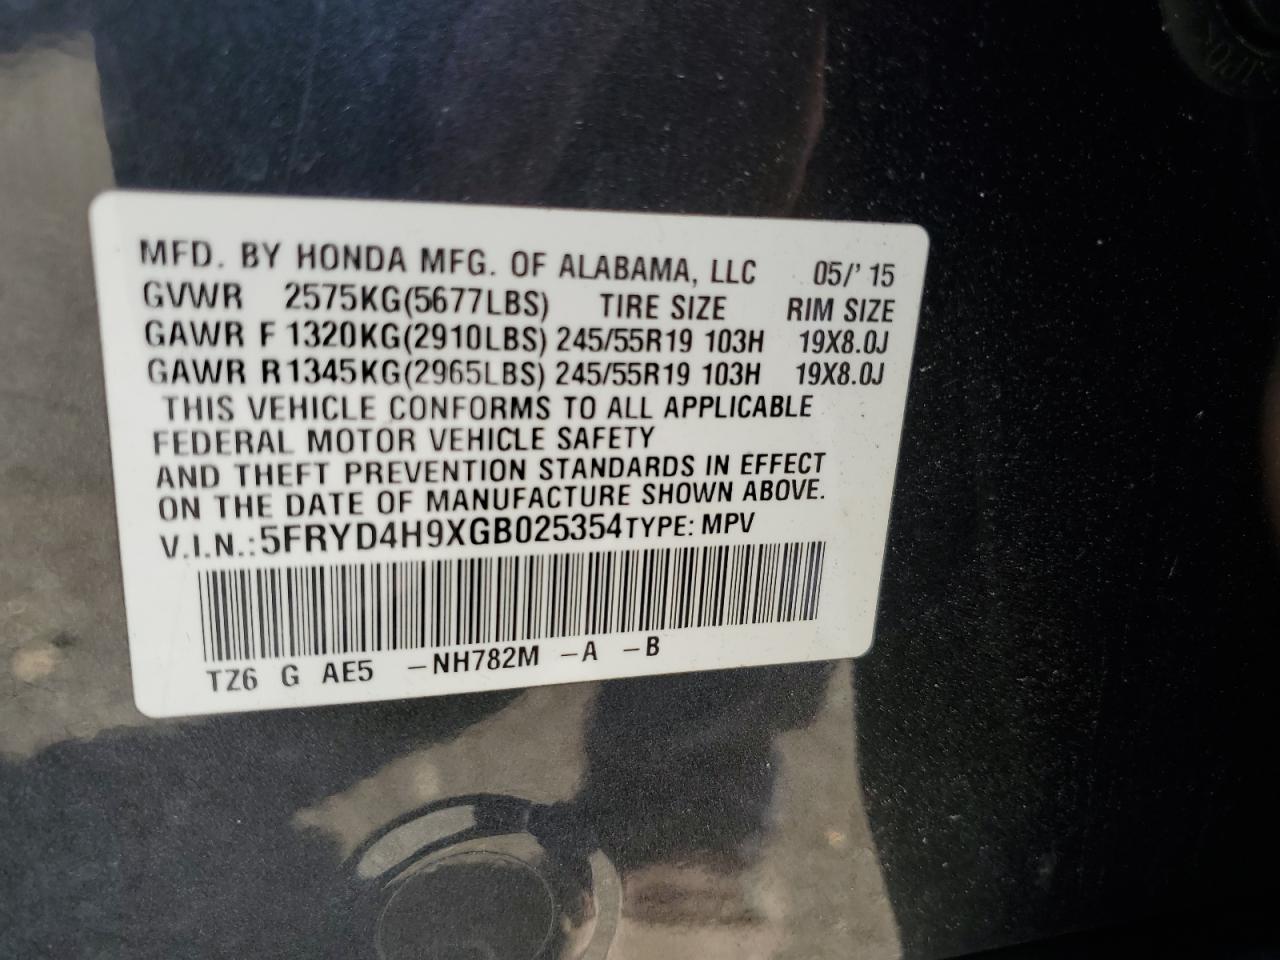 MFD. BY HONDA MFG. OF ALABAMA, LLC 05/' 15
GVWR 2575KG(5677LBS) TIRE SIZE RIM SIZE
GAWR F 1320KG(2910LBS) 245/55R19 103H 19X8.0J
GAWR R1345KG(2965LBS) 245/55R19 103H 19X8.0J
THIS VEHICLE CONFORMS TO ALL APPLICABLE
FEDERAL MOTOR VEHICLE SAFETY
AND THEFT PREVENTION STANDARDS IN EFFECT
ON THE DATE OF MANUFACTURE SHOWN ABOVE.
V.I.N.:5FRYD4H9XGB025354TYPE: MPV
TZ6 G AE5 –NH782M –A –B